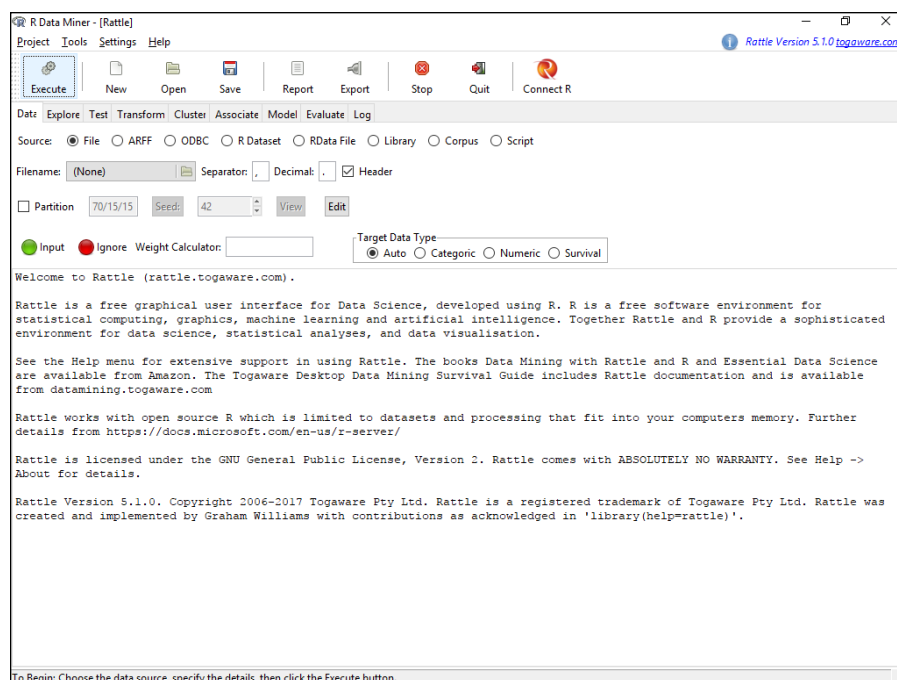 R Data Miner - [Rattle]
Project Tools Settings Help
Rattle Version 5.1.0 togaware.com
Execute New Open Save Report Export Stop Quit Connect R
Data Explore Test Transform Cluster Associate Model Evaluate Log
Source: File ARFF ODBC R Dataset RData File Library Corpus Script
Filename: (None) Separator: , Decimal: . Header
Partition 70/15/15 Seed: 42 View Edit
Target Data Type
Input Ignore Weight Calculator: Auto Categoric Numeric Survival
Welcome to Rattle (rattle.togaware.com).
Rattle is a free graphical user interface for Data Science, developed using R. R is a free software environment for
statistical computing, graphics, machine learning and artificial intelligence. Together Rattle and R provide a sophisticated
environment for data science, statistical analyses, and data visualisation.
See the Help menu for extensive support in using Rattle. The books Data Mining with Rattle and R and Essential Data Science
are available from Amazon. The Togaware Desktop Data Mining Survival Guide includes Rattle documentation and is available
from datamining.togaware.com
Rattle works with open source R which is limited to datasets and processing that fit into your computers memory. Further
details from https://docs.microsoft.com/en-us/r-server/
Rattle is licensed under the GNU General Public License, Version 2. Rattle comes with ABSOLUTELY NO WARRANTY. See Help ->
About for details.
Rattle Version 5.1.0. Copyright 2006-2017 Togaware Pty Ltd. Rattle is a registered trademark of Togaware Pty Ltd. Rattle was
created and implemented by Graham Williams with contributions as acknowledged in 'library(help=rattle)'.
To Begin: Choose the data source, specify the details, then click the Execute button.